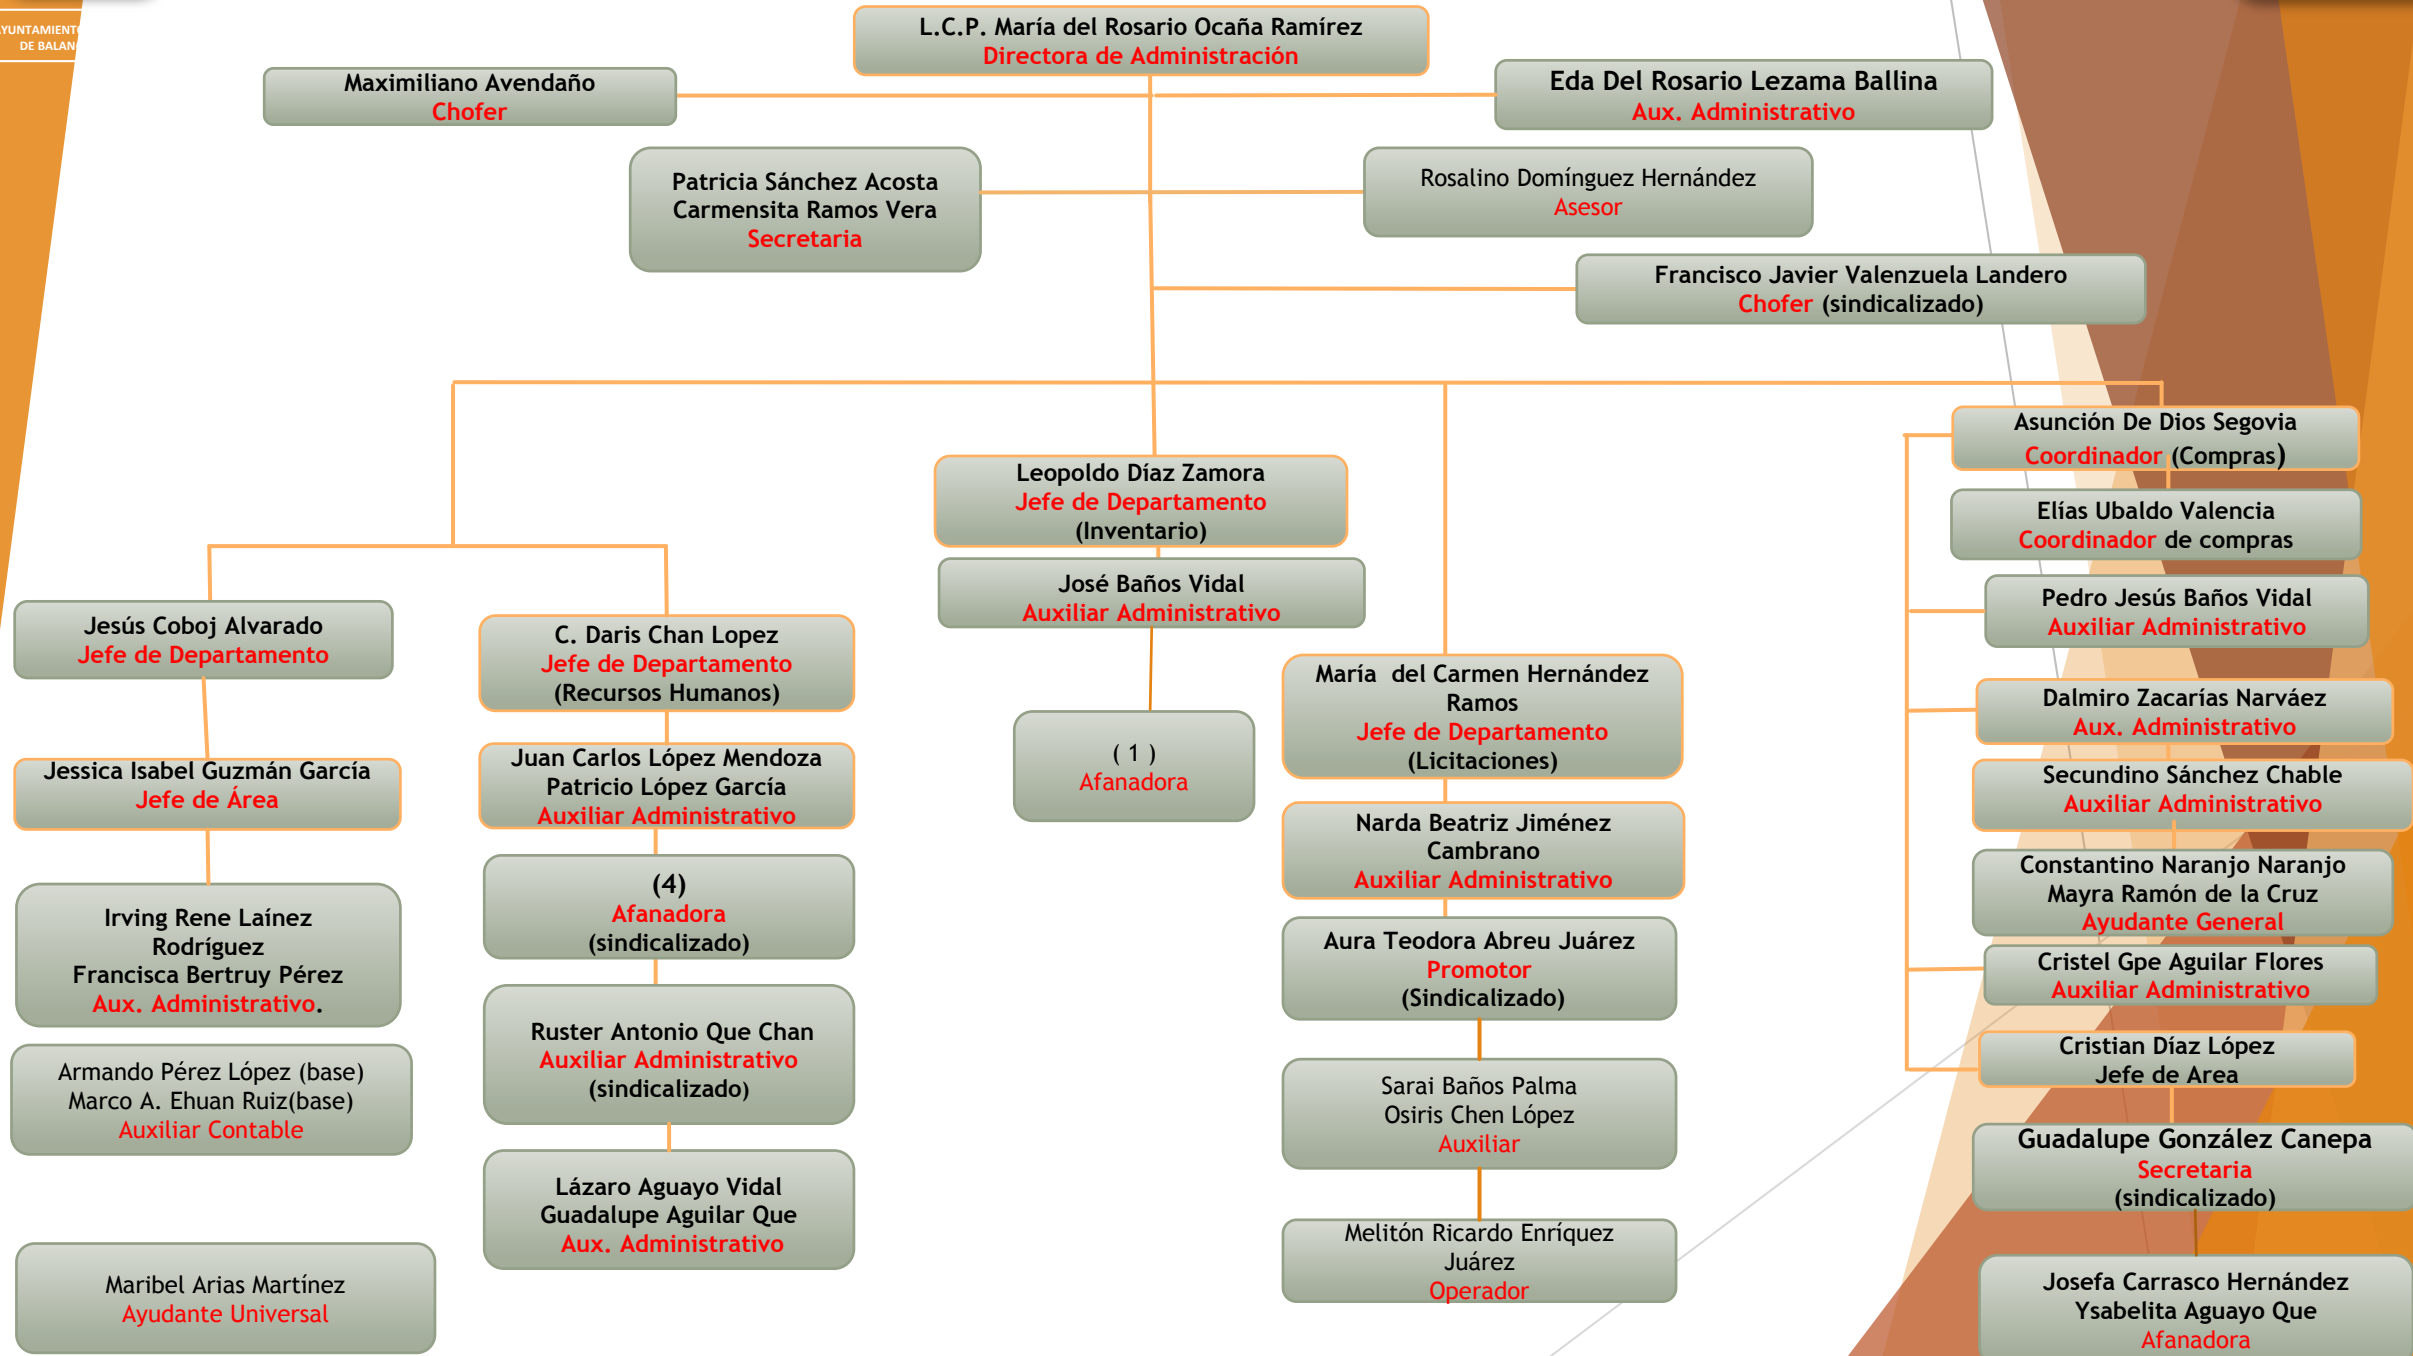 AYUNTAMIENTO
DE
L.C.P. María del Rosario Ocaña Ramírez
Directora de Administración
Maximiliano Avendaño
Chofer
Eda Del Rosario Lezama Ballina
Aux. Administrativo
Patricia Sánchez Acosta
Carmensita Ramos Vera
Secretaria
Rosalino Domínguez Hernández
Asesor
Francisco Javier Valenzuela Landero
Chofer (sindicalizado)
Jesús Coboj Alvarado
Jefe de Departamento
Jessica Isabel Guzmán García
Jefe de Área
Irving Rene Laínez
Rodríguez
Francisca Bertruy Pérez
Aux. Administrativo.
Armando Pérez López (base)
Marco A. Ehuan Ruiz(base)
Auxiliar Contable
Maribel Arias Martínez
Ayudante Universal
C. Daris Chan Lopez
Jefe de Departamento
(Recursos Humanos)
Juan Carlos López Mendoza
Patricio López García
Auxiliar Administrativo
(4)
Afanadora
(sindicalizado)
Ruster Antonio Que Chan
Auxiliar Administrativo
(sindicalizado)
Lázaro Aguayo Vidal
Guadalupe Aguilar Que
Aux. Administrativo
Leopoldo Díaz Zamora
Jefe de Departamento
(Inventario)
José Baños Vidal
Auxiliar Administrativo
( 1 )
Afanadora
María  del Carmen Hernández
Ramos
Jefe de Departamento
(Licitaciones)
Narda Beatriz Jiménez
Cambrano
Auxiliar Administrativo
Aura Teodora Abreu Juárez
Promotor
(Sindicalizado)
Sarai Baños Palma
Osiris Chen López
Auxiliar
Melitón Ricardo Enríquez
Juárez
Operador
Asunción De Dios Segovia
Coordinador (Compras)
Elías Ubaldo Valencia
Coordinador de compras
Pedro Jesús Baños Vidal
Auxiliar Administrativo
Dalmiro Zacarías Narváez
Aux. Administrativo
Secundino Sánchez Chable
Auxiliar Administrativo
Constantino Naranjo Naranjo
Mayra Ramón de la Cruz
Ayudante General
Cristel Gpe Aguilar Flores
Auxiliar Administrativo
Cristian Díaz López
Jefe de Area
Guadalupe González Canepa
Secretaria
(sindicalizado)
Josefa Carrasco Hernández
Ysabelita Aguayo Que
Afanadora